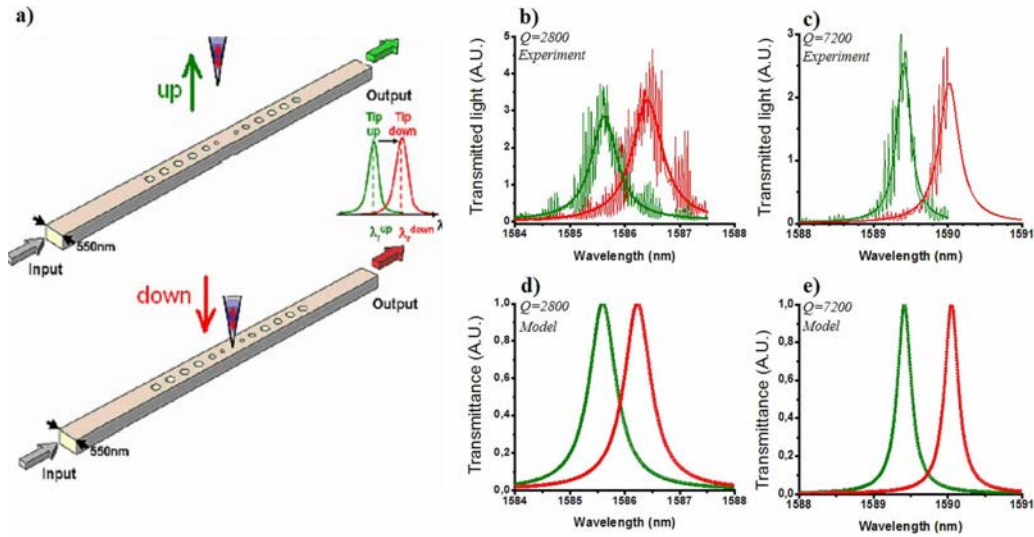 a)
up
Output
Tip up
Tip down
λ
λr^up
λr^down
550nm
Input
down
Output
550nm
Input
b)
Q=2800
Experiment
Transmitted light (A.U.)
5
4
3
2
1
0
1584 1585 1586 1587 1588
Wavelength (nm)
c)
Q=7200
Experiment
Transmitted light (A.U.)
3
2
1
0
1588 1589 1590 1591
Wavelength (nm)
d)
Q=2800
Model
Transmittance (A.U.)
1,0
0,8
0,6
0,4
0,2
0,0
1584 1585 1586 1587 1588
Wavelength (nm)
e)
Q=7200
Model
Transmittance (A.U.)
1,0
0,8
0,6
0,4
0,2
0,0
1588 1589 1590 1591
Wavelength (nm)